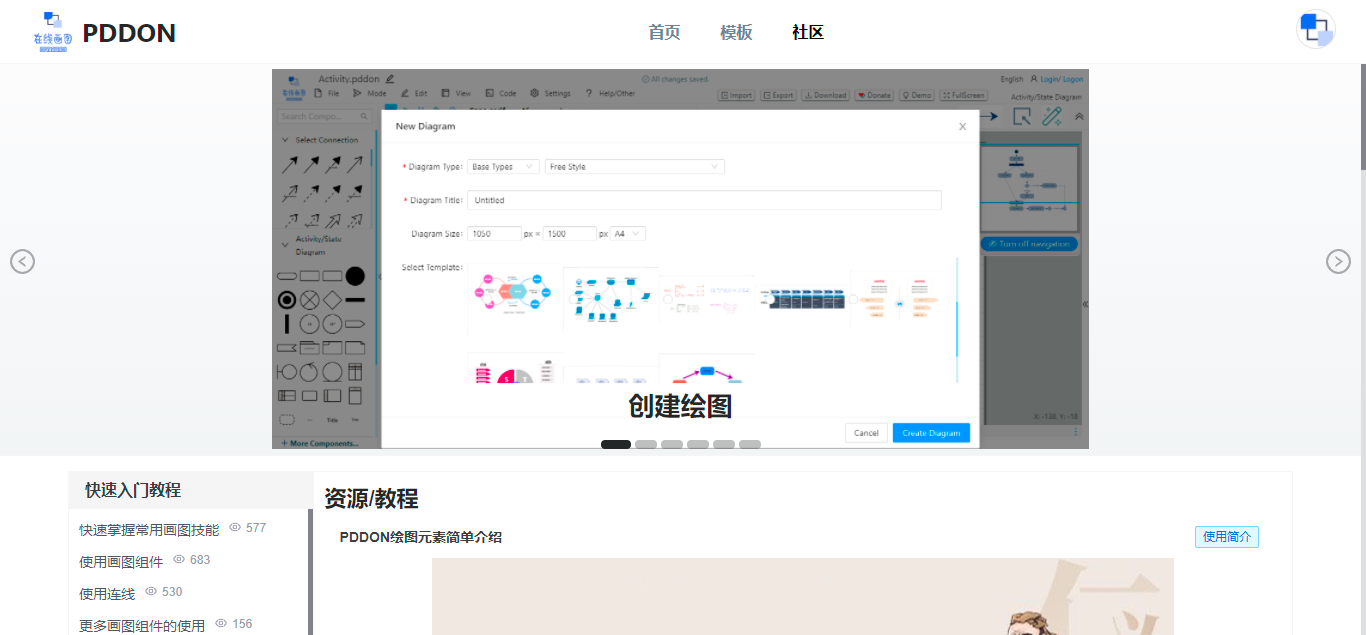 在线画图
PDDON
首页
模板
社区
Activity.pddon
All changes saved.
English
Login/ Logon
File
Mode
Edit
View
Code
Settings
Help/Other
Import
Export
Download
Donate
Demo
FullScreen
Activity/State Diagram
Search Compo...
Select Connection
Activity/State
Diagram
Title
+ More Components...
New Diagram
* Diagram Type:
Base Types
Free Style
* Diagram Title:
Untitled
Diagram Size:
1050
px ×
1500
px
A4
Select Template:
Turn off navigation
X: -138, Y: -58
创建绘图
Cancel
Create Diagram
快速入门教程
快速掌握常用画图技能 577
使用画图组件 683
使用连线 530
更多画图组件的使用 156
资源/教程
PDDON绘图元素简单介绍
使用简介